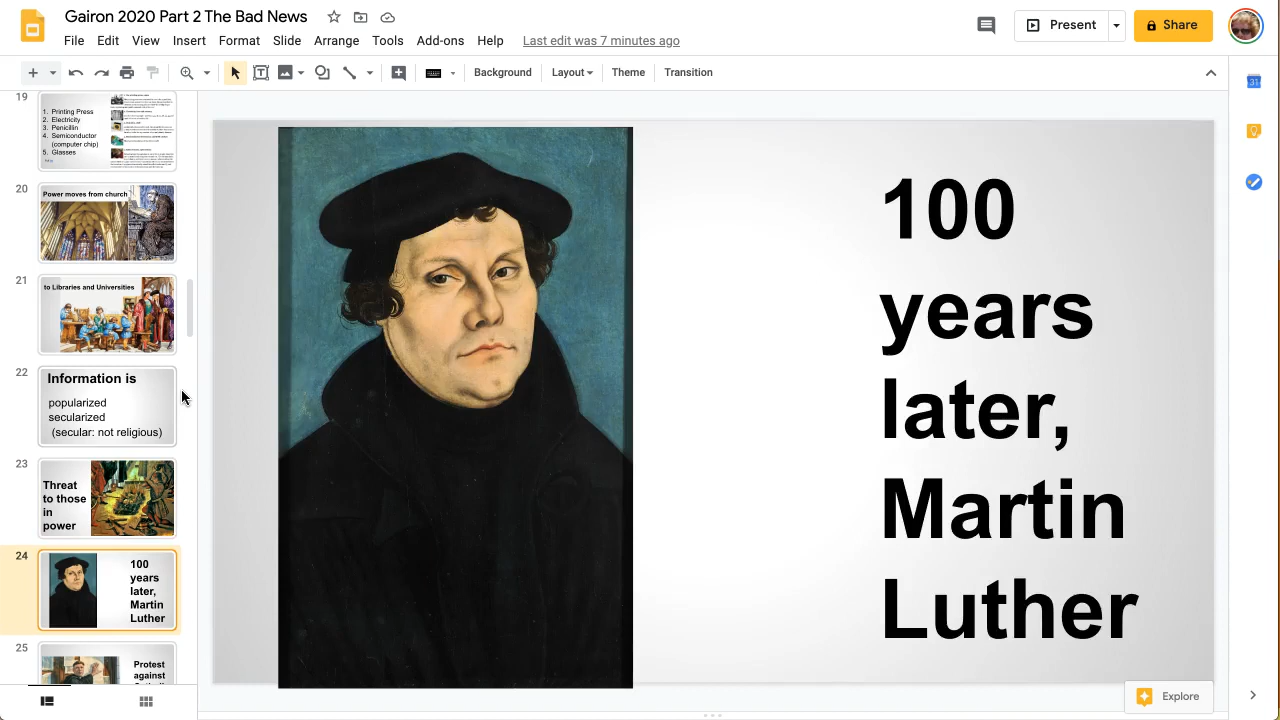 Gairon 2020 Part 2 The Bad News
File Edit View Insert Format Slide Arrange Tools Add-ons Help Last edit was 7 minutes ago
Present
Share
Background Layout Theme Transition
19
1. Printing Press
2. Electricity
3. Penicillin
4. Semiconductor
(computer chip)
5. Glasses
20
Power moves from church
21
to Libraries and Universities
22
Information is
popularized
secularized
(secular: not religious)
23
Threat
to those
in
power
24
100
years
later,
Martin
Luther
25
Protest
against
100
years
later,
Martin
Luther
Explore
31